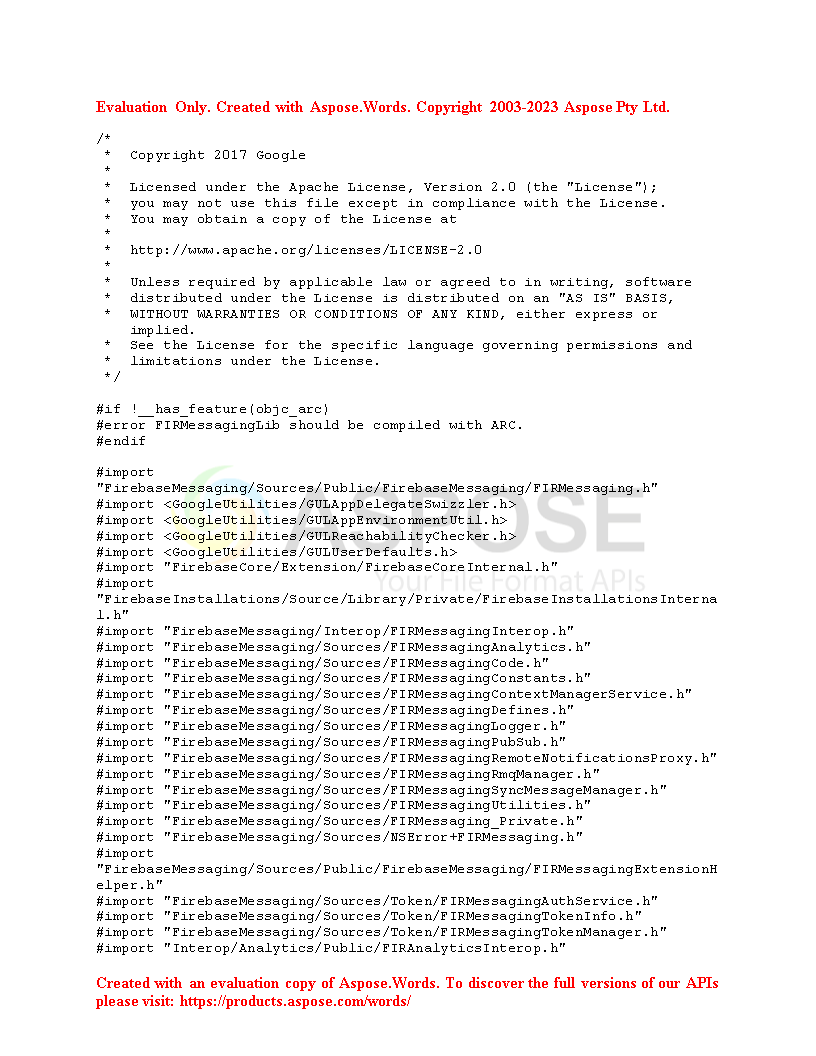 Evaluation Only. Created with Aspose.Words. Copyright 2003-2023 Aspose Pty Ltd.
/*
 *  Copyright 2017 Google
 *
 *  Licensed under the Apache License, Version 2.0 (the "License");
 *  you may not use this file except in compliance with the License.
 *  You may obtain a copy of the License at
 *
 *  http://www.apache.org/licenses/LICENSE-2.0
 *
 *  Unless required by applicable law or agreed to in writing, software
 *  distributed under the License is distributed on an "AS IS" BASIS,
 *  WITHOUT WARRANTIES OR CONDITIONS OF ANY KIND, either express or
    implied.
 *  See the License for the specific language governing permissions and
 *  limitations under the License.
 */
#if !__has_feature(objc_arc)
#error FIRMessagingLib should be compiled with ARC.
#endif
#import
"FirebaseMessaging/Sources/Public/FirebaseMessaging/FIRMessaging.h"
#import <GoogleUtilities/GULAppDelegateSwizzler.h>
#import <GoogleUtilities/GULAppEnvironmentUtil.h>
#import <GoogleUtilities/GULReachabilityChecker.h>
#import <GoogleUtilities/GULUserDefaults.h>
ASPOSE
#import "FirebaseCore/Extension/FirebaseCoreInternal.h"
#import
Your File Format APIs
"FirebaseInstallations/Source/Library/Private/FirebaseInstallationsInterna
l.h"
#import "FirebaseMessaging/Interop/FIRMessagingInterop.h"
#import "FirebaseMessaging/Sources/FIRMessagingAnalytics.h"
#import "FirebaseMessaging/Sources/FIRMessagingCode.h"
#import "FirebaseMessaging/Sources/FIRMessagingConstants.h"
#import "FirebaseMessaging/Sources/FIRMessagingContextManagerService.h"
#import "FirebaseMessaging/Sources/FIRMessagingDefines.h"
#import "FirebaseMessaging/Sources/FIRMessagingLogger.h"
#import "FirebaseMessaging/Sources/FIRMessagingPubSub.h"
#import "FirebaseMessaging/Sources/FIRMessagingRemoteNotificationsProxy.h"
#import "FirebaseMessaging/Sources/FIRMessagingRmqManager.h"
#import "FirebaseMessaging/Sources/FIRMessagingSyncMessageManager.h"
#import "FirebaseMessaging/Sources/FIRMessagingUtilities.h"
#import "FirebaseMessaging/Sources/FIRMessaging_Private.h"
#import "FirebaseMessaging/Sources/NSError+FIRMessaging.h"
#import
"FirebaseMessaging/Sources/Public/FirebaseMessaging/FIRMessagingExtensionH
elper.h"
#import "FirebaseMessaging/Sources/Token/FIRMessagingAuthService.h"
#import "FirebaseMessaging/Sources/Token/FIRMessagingTokenInfo.h"
#import "FirebaseMessaging/Sources/Token/FIRMessagingTokenManager.h"
#import "Interop/Analytics/Public/FIRAnalyticsInterop.h"
Created with an evaluation copy of Aspose.Words. To discover the full versions of our APIs
please visit: https://products.aspose.com/words/